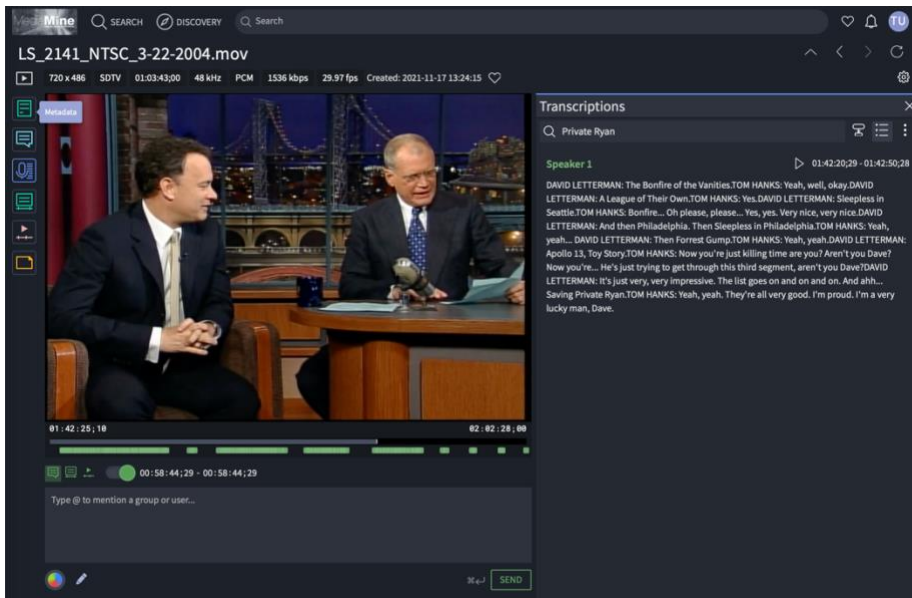 MediaMine
SEARCH
DISCOVERY
Search
TU
LS_2141_NTSC_3-22-2004.mov
720 x 486 SDTV 01:03:43;00 48 kHz PCM 1536 kbps 29.97 fps Created: 2021-11-17 13:24:15
Metadata
Transcriptions
Private Ryan
Speaker 1
01:42:20;29 - 01:42:50;28
DAVID LETTERMAN: The Bonfire of the Vanities.TOM HANKS: Yeah, well, okay.DAVID
LETTERMAN: A League of Their Own.TOM HANKS: Yes.DAVID LETTERMAN: Sleepless in
Seattle.TOM HANKS: Bonfire... Oh please, please... Yes, yes. Very nice, very nice.DAVID
LETTERMAN: And then Philadelphia. Then Sleepless in Philadelphia.TOM HANKS: Yeah,
yeah... DAVID LETTERMAN: Then Forrest Gump.TOM HANKS: Yeah, yeah.DAVID LETTERMAN:
Apollo 13, Toy Story.TOM HANKS: Now you're just killing time are you? Aren't you Dave?
Now you're... He's just trying to get through this third segment, aren't you Dave?DAVID
LETTERMAN: It's just very, very impressive. The list goes on and on and on. And ahh...
Saving Private Ryan.TOM HANKS: Yeah, yeah. They're all very good. I'm proud. I'm a very
lucky man, Dave.
01:42:25;10
02:02:28;00
00:58:44;29 - 00:58:44;29
Type @ to mention a group or user...
SEND